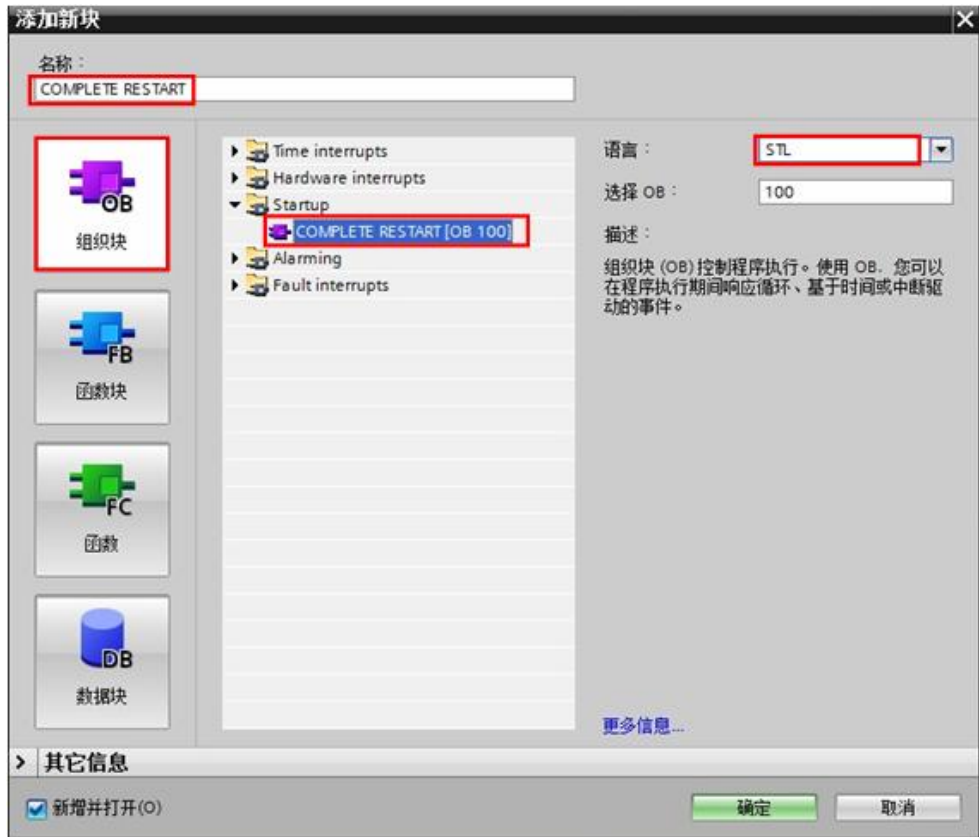 添加新块
名称：
COMPLETE RESTART
OB
组织块
FB
函数块
FC
函数
DB
数据块
Time interrupts
Hardware interrupts
Startup
COMPLETE RESTART [OB 100]
Alarming
Fault interrupts
语言：
STL
选择 OB：
100
描述：
组织块 (OB) 控制程序执行。使用 OB. 您可以
在程序执行期间响应循环、基于时间或中断驱
动的事件。
更多信息...
其它信息
新增并打开(O)
确定
取消